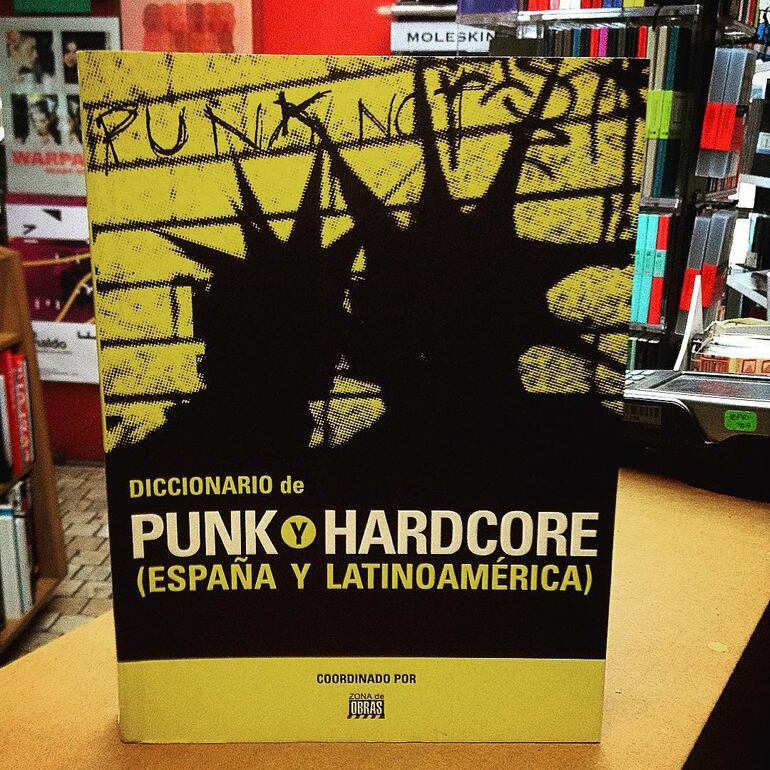 MOLESKIN
WARPA
PUNK NOT
DICCIONARIO de
PUNK Y HARDCORE
(ESPAÑA Y LATINOAMÉRICA)
COORDINADO POR
ZONA de
OBRAS